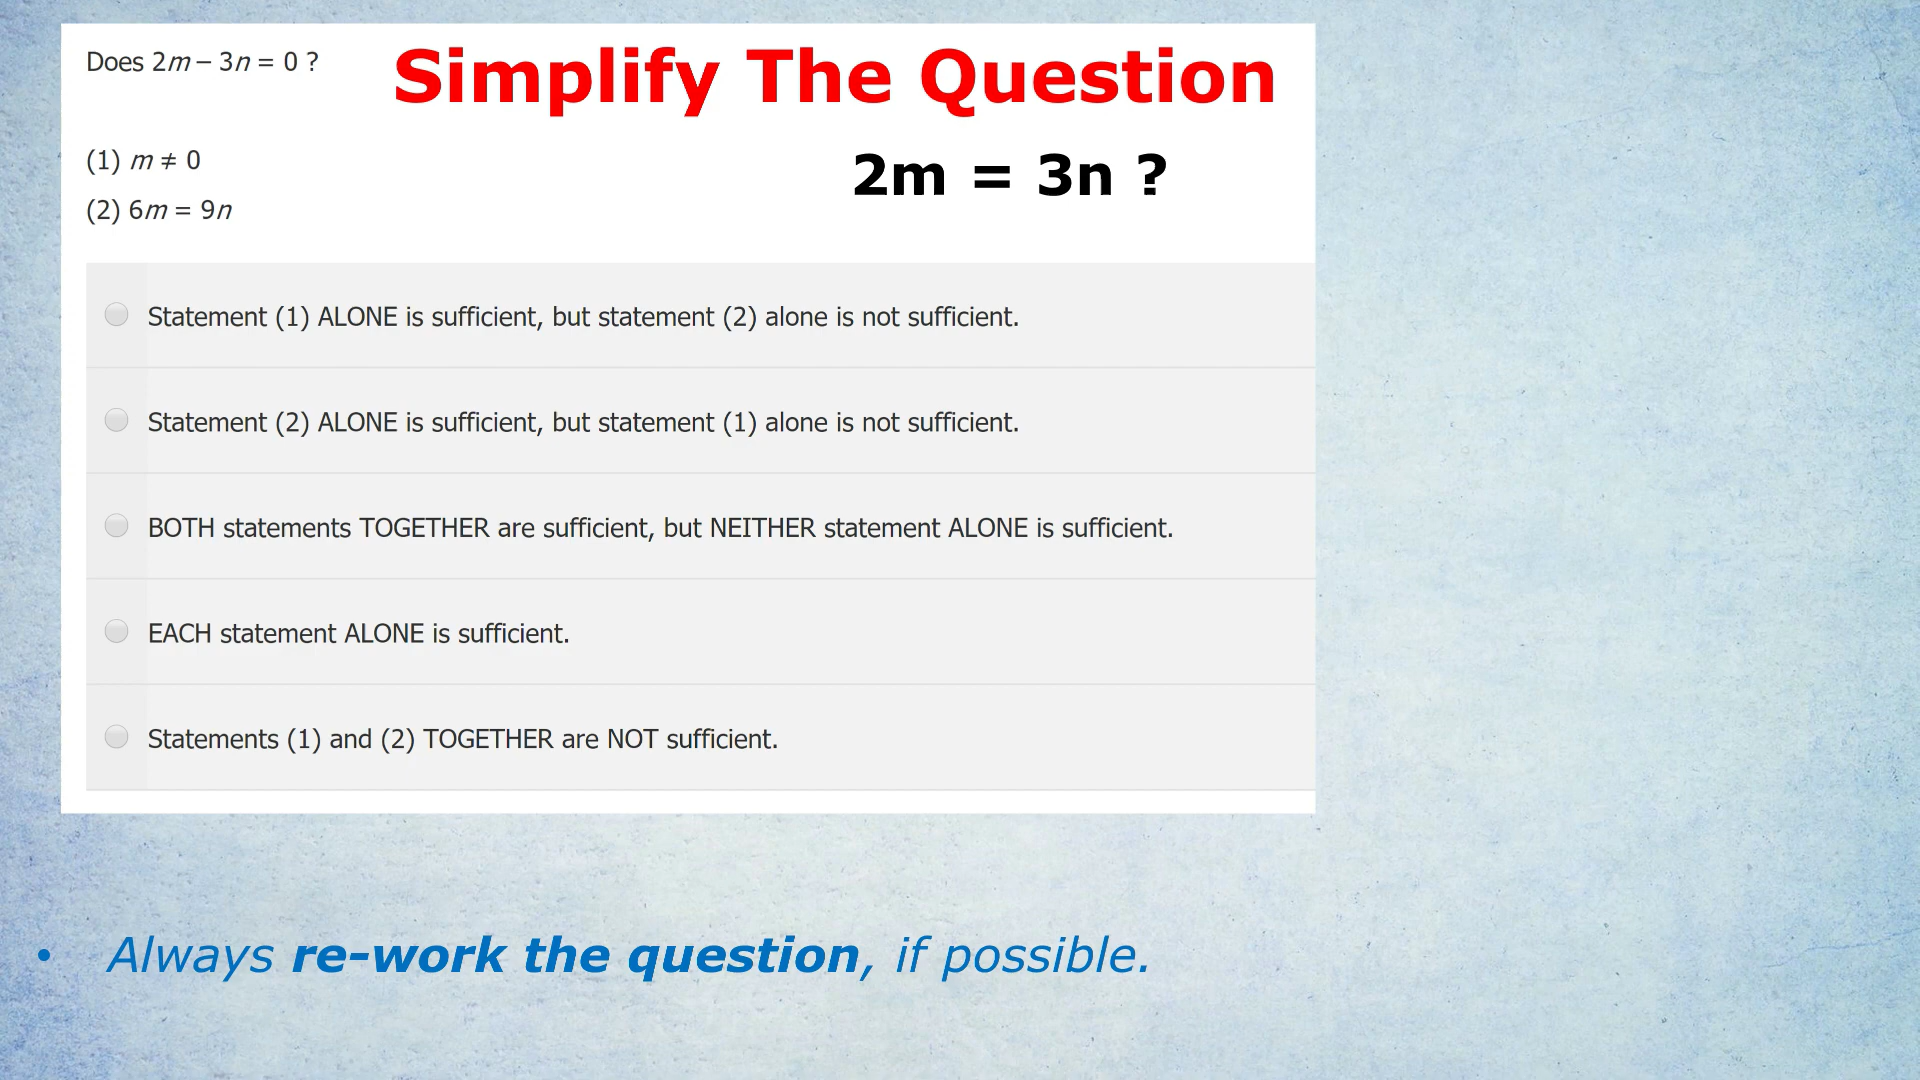 Does 2m – 3n = 0 ?
Simplify The Question
(1) m ≠ 0
2m = 3n ?
(2) 6m = 9n
Statement (1) ALONE is sufficient, but statement (2) alone is not sufficient.
Statement (2) ALONE is sufficient, but statement (1) alone is not sufficient.
BOTH statements TOGETHER are sufficient, but NEITHER statement ALONE is sufficient.
EACH statement ALONE is sufficient.
Statements (1) and (2) TOGETHER are NOT sufficient.
• Always re-work the question, if possible.